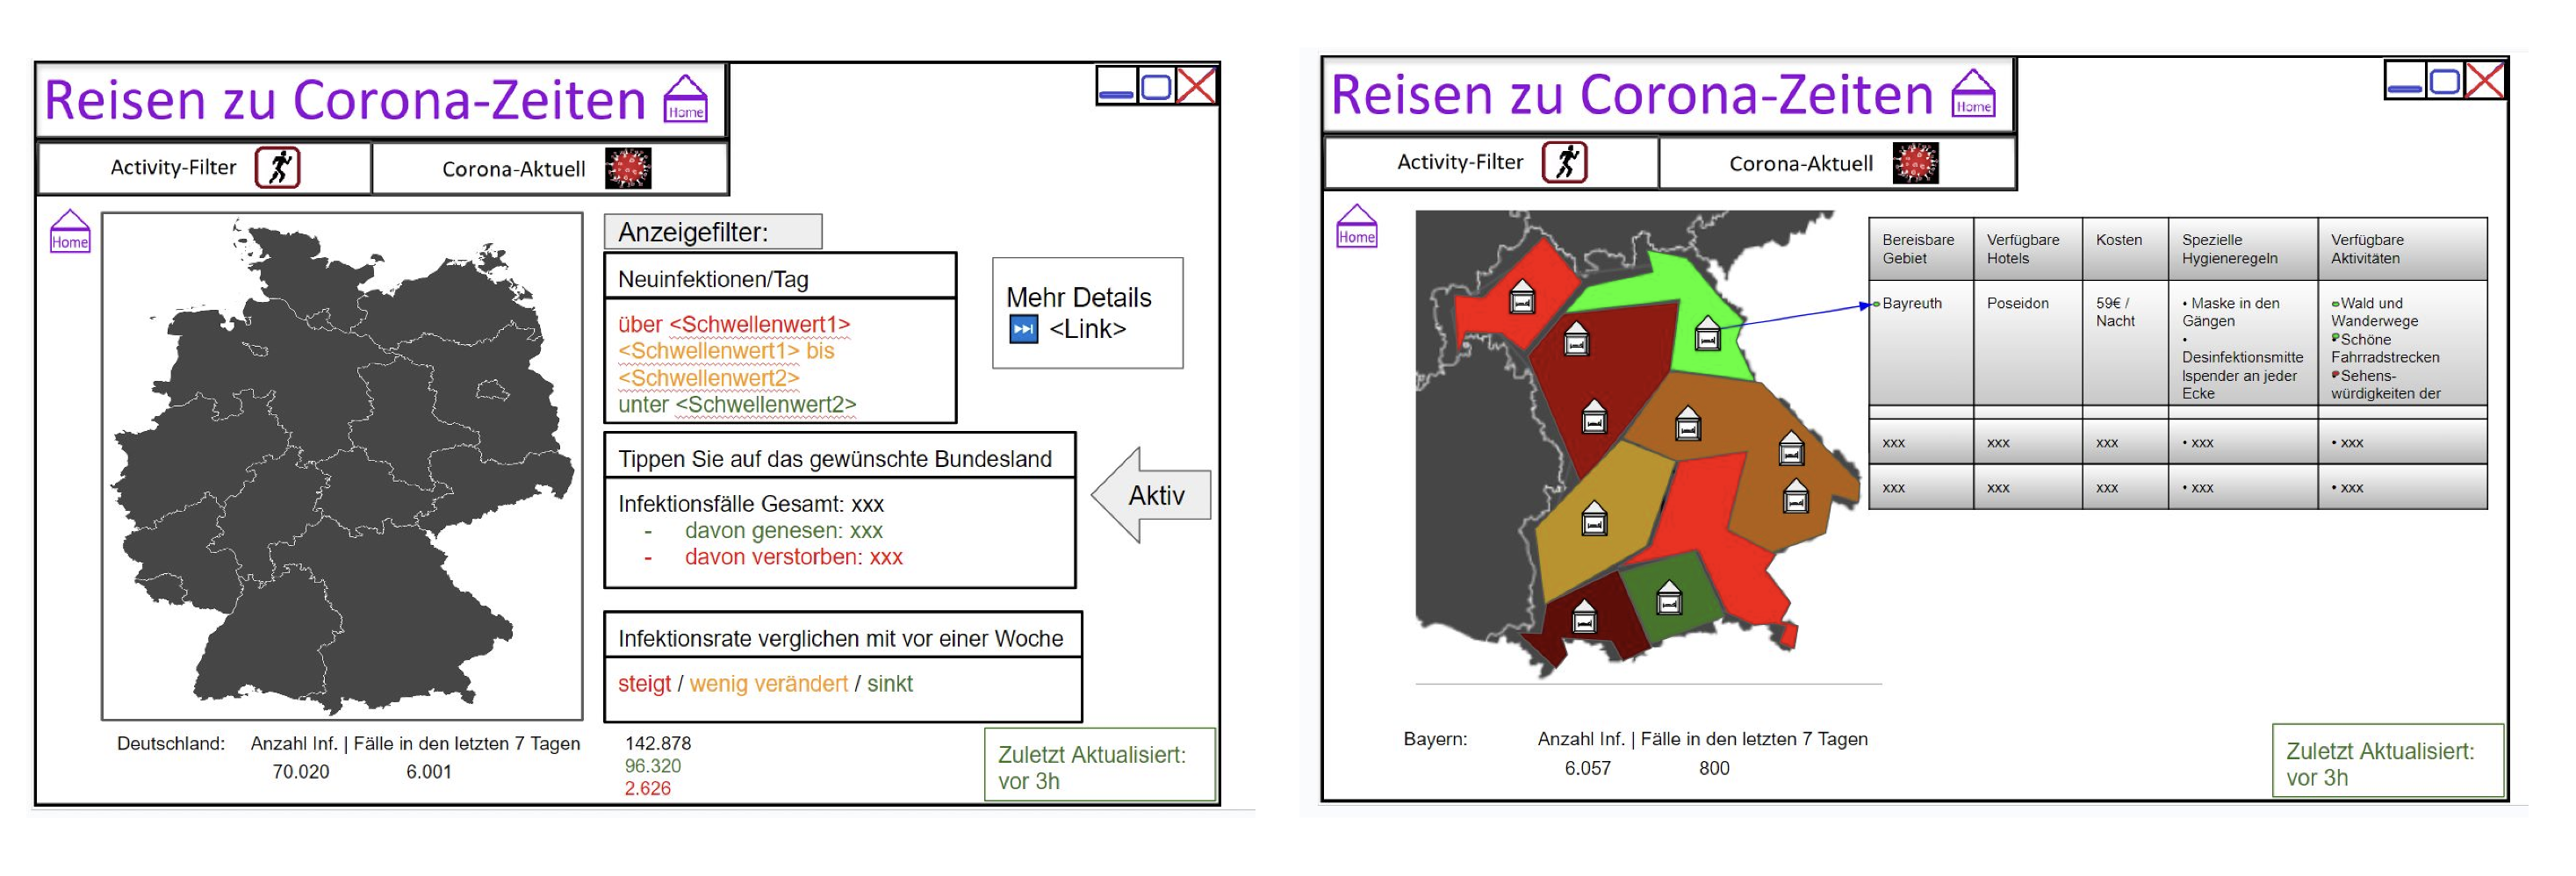 Reisen zu Corona-Zeiten
Home
Activity-Filter
Corona-Aktuell
Home
Anzeigefilter:
Neuinfektionen/Tag
über <Schwellenwert1>
<Schwellenwert1> bis
<Schwellenwert2>
unter <Schwellenwert2>
Mehr Details
<Link>
Tippen Sie auf das gewünschte Bundesland
Infektionsfälle Gesamt: xxx
- davon genesen: xxx
- davon verstorben: xxx
Aktiv
Infektionsrate verglichen mit vor einer Woche
steigt / wenig verändert / sinkt
Deutschland: Anzahl Inf. | Fälle in den letzten 7 Tagen
70.020 6.001
142.878
96.320
2.626
Zuletzt Aktualisiert:
vor 3h
Reisen zu Corona-Zeiten
Home
Activity-Filter
Corona-Aktuell
Home
Bereisbare
Gebiet
Verfügbare
Hotels
Kosten
Spezielle
Hygieneregeln
Verfügbare
Aktivitäten
Bayreuth
Poseidon
59€ /
Nacht
• Maske in den
Gängen
•
Desinfektionsmitte
lspender an jeder
Ecke
Wald und
Wanderwege
Schöne
Fahrradstrecken
Sehens-
würdigkeiten der
xxx xxx xxx • xxx • xxx
xxx xxx xxx • xxx • xxx
Bayern: Anzahl Inf. | Fälle in den letzten 7 Tagen
6.057 800
Zuletzt Aktualisiert:
vor 3h